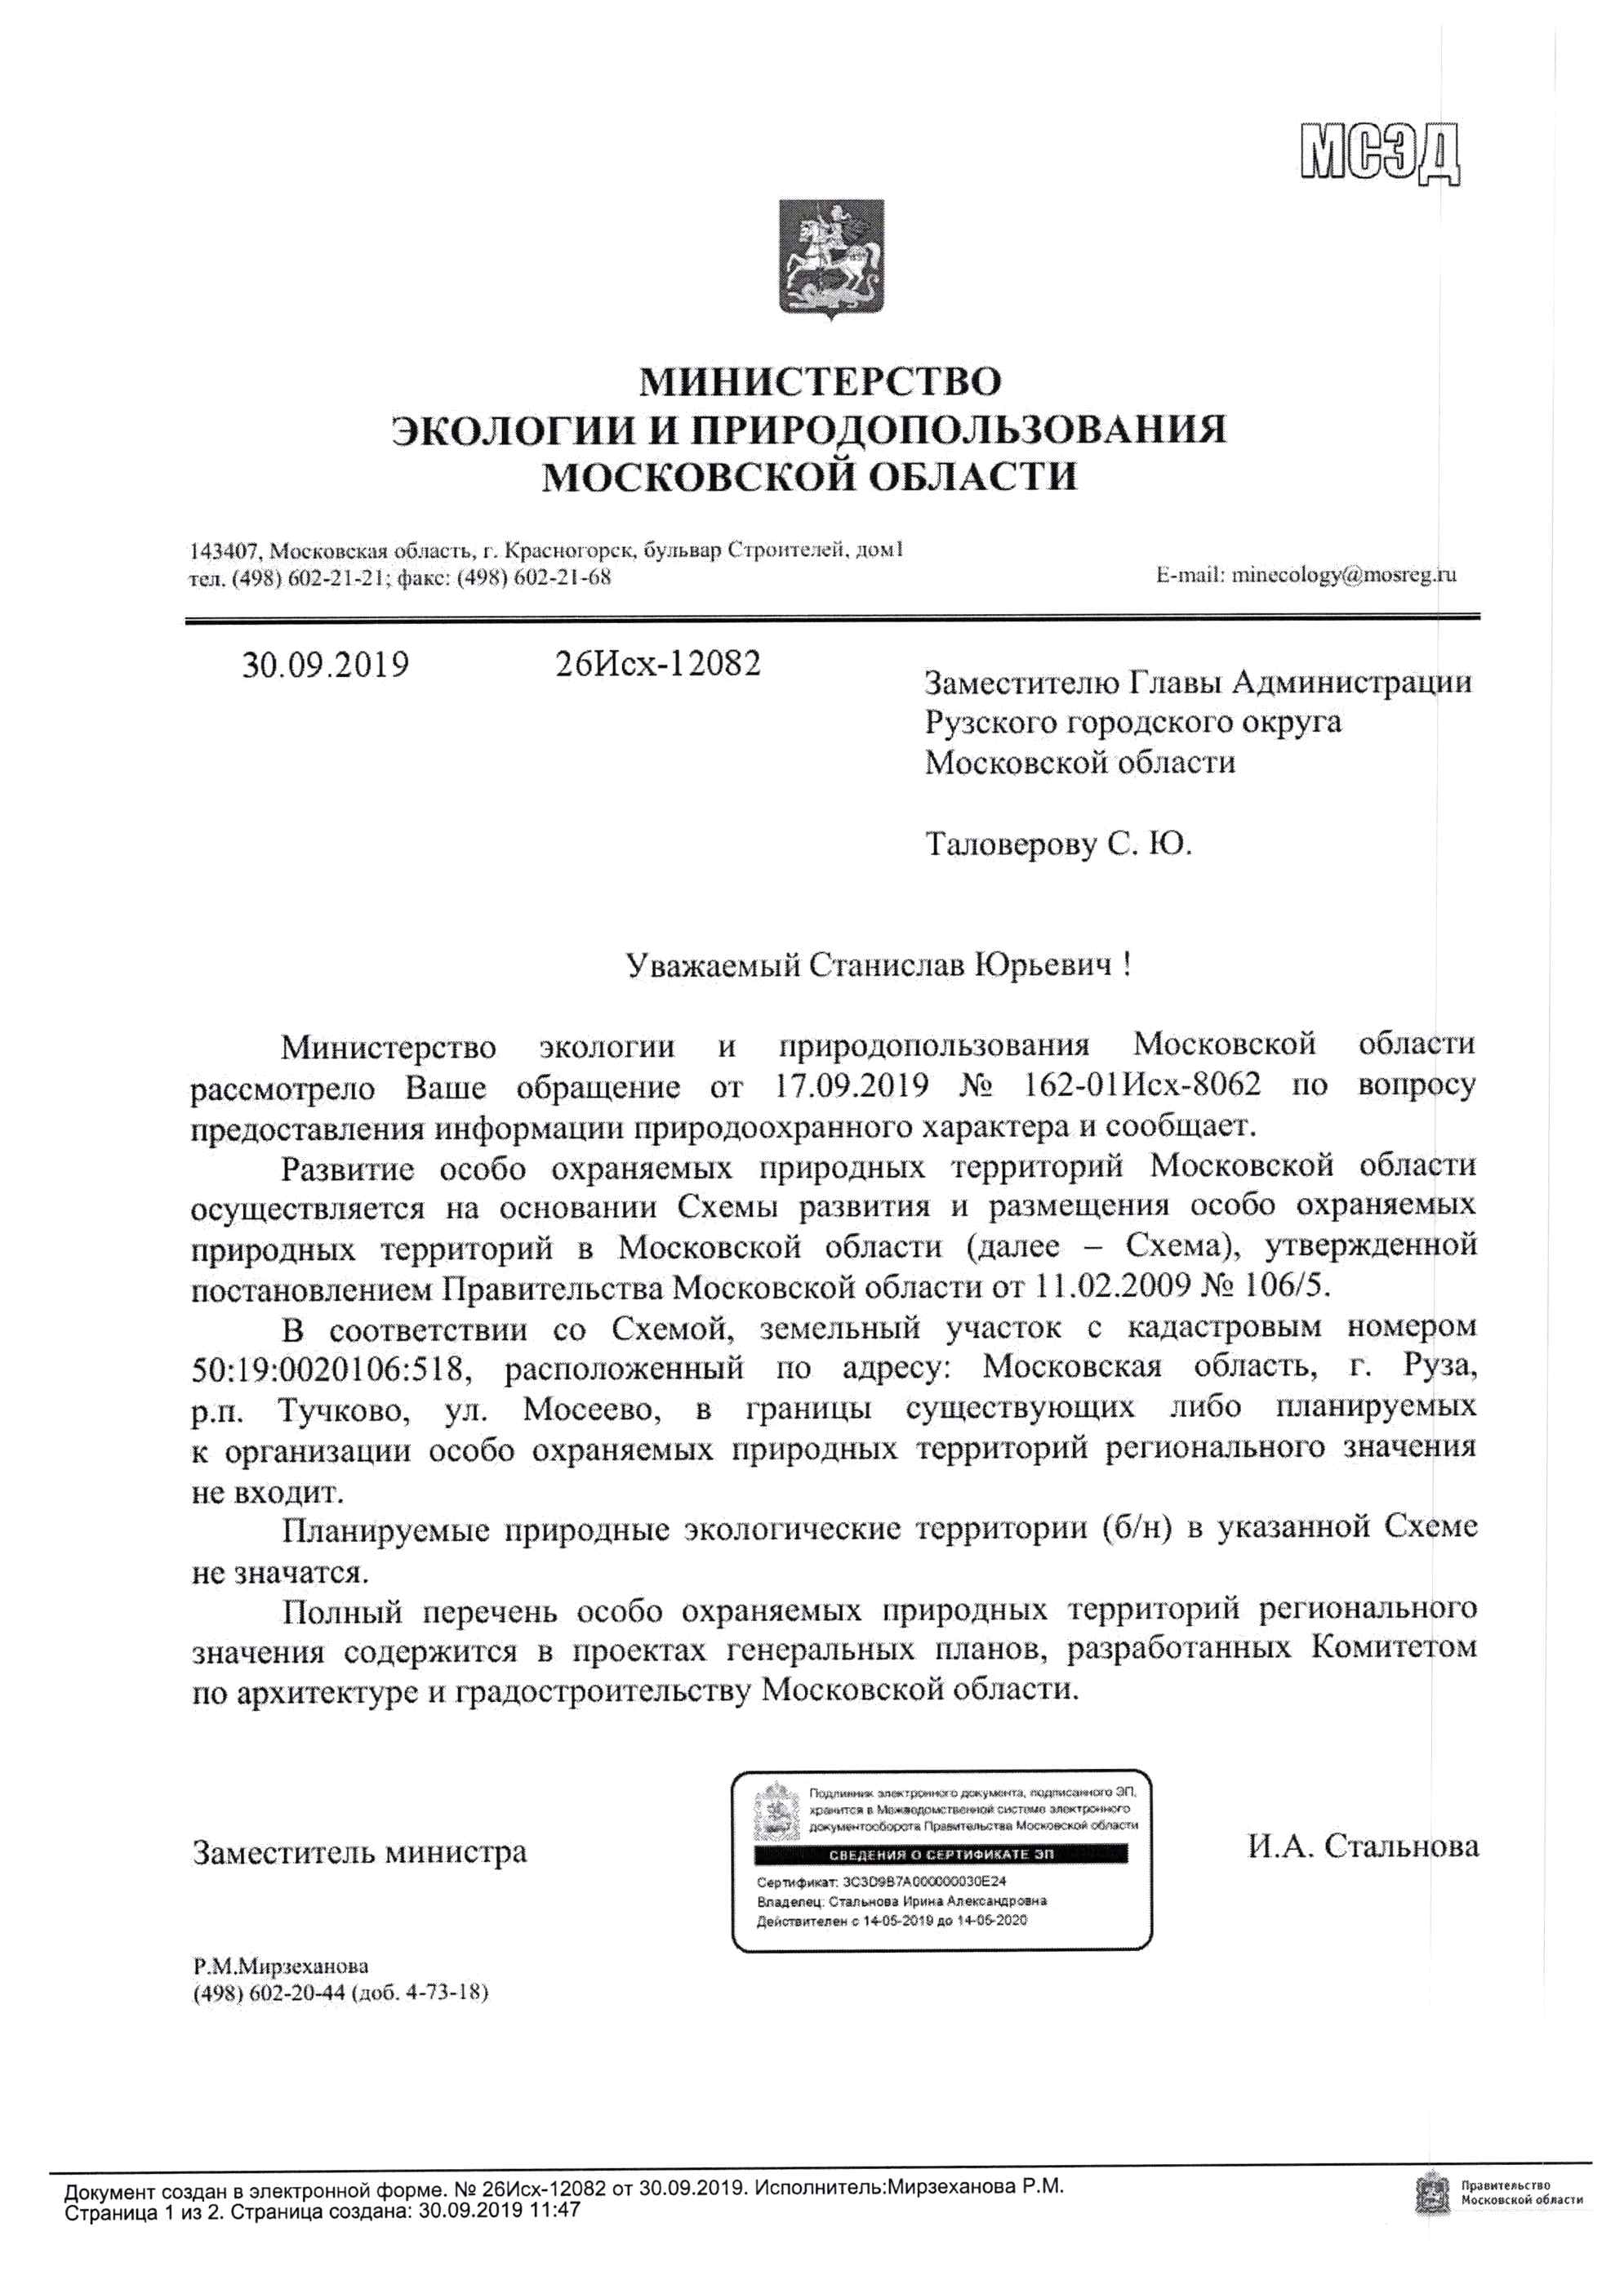 МСЭД
МИНИСТЕРСТВО
ЭКОЛОГИИ И ПРИРОДОПОЛЬЗОВАНИЯ
МОСКОВСКОЙ ОБЛАСТИ
143407, Московская область, г. Красногорск, бульвар Строителей, дом1
тел. (498) 602-21-21; факс: (498) 602-21-68
E-mail: minecology@mosreg.ru
30.09.2019 26Исх-12082
Заместителю Главы Администрации
Рузского городского округа
Московской области
Таловерову С. Ю.
Уважаемый Станислав Юрьевич !
Министерство экологии и природопользования Московской области
рассмотрело Ваше обращение от 17.09.2019 № 162-01Исх-8062 по вопросу
предоставления информации природоохранного характера и сообщает.
Развитие особо охраняемых природных территорий Московской области
осуществляется на основании Схемы развития и размещения особо охраняемых
природных территорий в Московской области (далее – Схема), утвержденной
постановлением Правительства Московской области от 11.02.2009 № 106/5.
В соответствии со Схемой, земельный участок с кадастровым номером
50:19:0020106:518, расположенный по адресу: Московская область, г. Руза,
р.п. Тучково, ул. Мосеево, в границы существующих либо планируемых
к организации особо охраняемых природных территорий регионального значения
не входит.
Планируемые природные экологические территории (б/н) в указанной Схеме
не значатся.
Полный перечень особо охраняемых природных территорий регионального
значения содержится в проектах генеральных планов, разработанных Комитетом
по архитектуре и градостроительству Московской области.
Заместитель министра
Подлинник электронного документа, подписанного ЭП,
хранится в Межведомственной системе электронного
документооборота Правительства Московской области
СВЕДЕНИЯ О СЕРТИФИКАТЕ ЭП
Сертификат: 3C3D9B7A000000030E24
Владелец: Стальнова Ирина Александровна
Действителен с 14-05-2019 до 14-05-2020
И.А. Стальнова
Р.М.Мирзеханова
(498) 602-20-44 (доб. 4-73-18)
Документ создан в электронной форме. № 26Исх-12082 от 30.09.2019. Исполнитель:Мирзеханова Р.М.
Страница 1 из 2. Страница создана: 30.09.2019 11:47
Правительство
Московской области